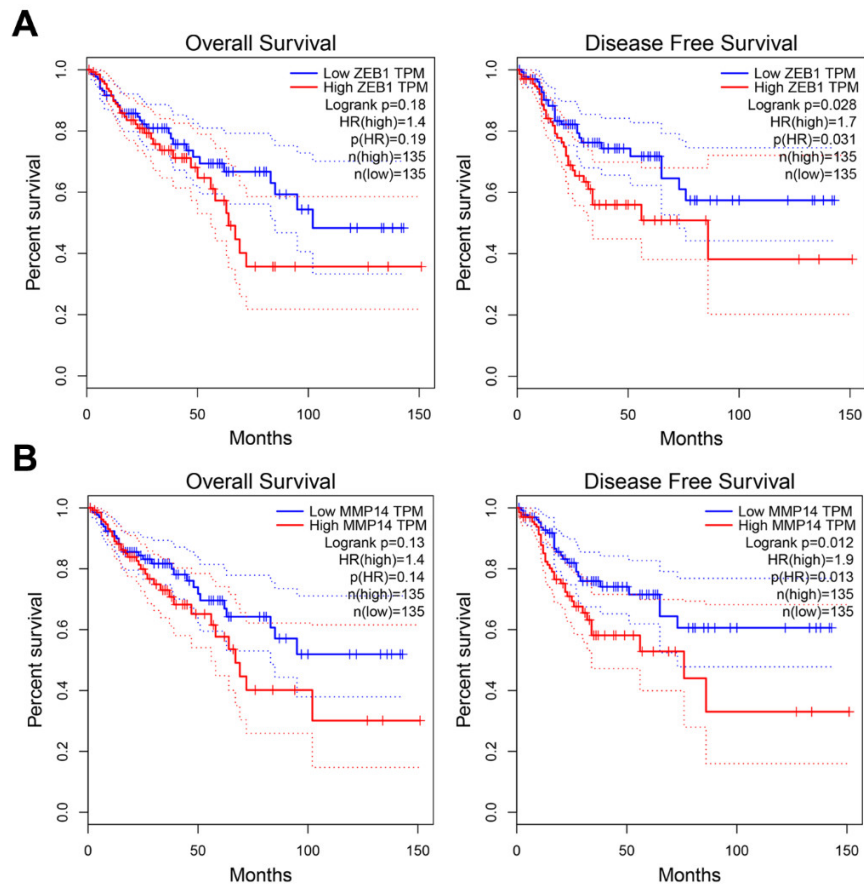 A
Overall Survival
Low ZEB1 TPM
High ZEB1 TPM
Logrank p=0.18
HR(high)=1.4
p(HR)=0.19
n(high)=135
n(low)=135
Percent survival
0.0 0.2 0.4 0.6 0.8 1.0
0 50 100 150
Months
Disease Free Survival
Low ZEB1 TPM
High ZEB1 TPM
Logrank p=0.028
HR(high)=1.7
p(HR)=0.031
n(high)=135
n(low)=135
Percent survival
0.0 0.2 0.4 0.6 0.8 1.0
0 50 100 150
Months
B
Overall Survival
Low MMP14 TPM
High MMP14 TPM
Logrank p=0.13
HR(high)=1.4
p(HR)=0.14
n(high)=135
n(low)=135
Percent survival
0.0 0.2 0.4 0.6 0.8 1.0
0 50 100 150
Months
Disease Free Survival
Low MMP14 TPM
High MMP14 TPM
Logrank p=0.012
HR(high)=1.9
p(HR)=0.013
n(high)=135
n(low)=135
Percent survival
0.0 0.2 0.4 0.6 0.8 1.0
0 50 100 150
Months